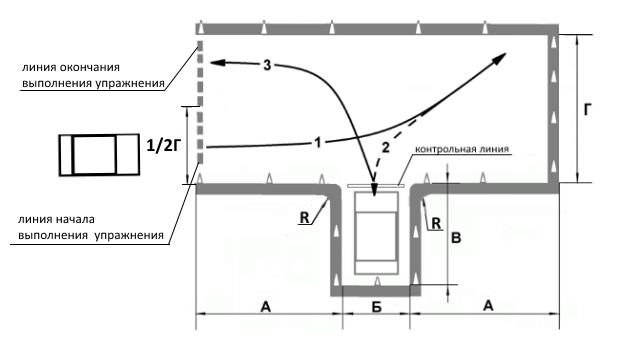 линия окончания
выполнения упражнения
3
1/2Г
1
2
Г
контрольная линия
линия начала
выполнения упражнения
R
R
В
А
Б
А